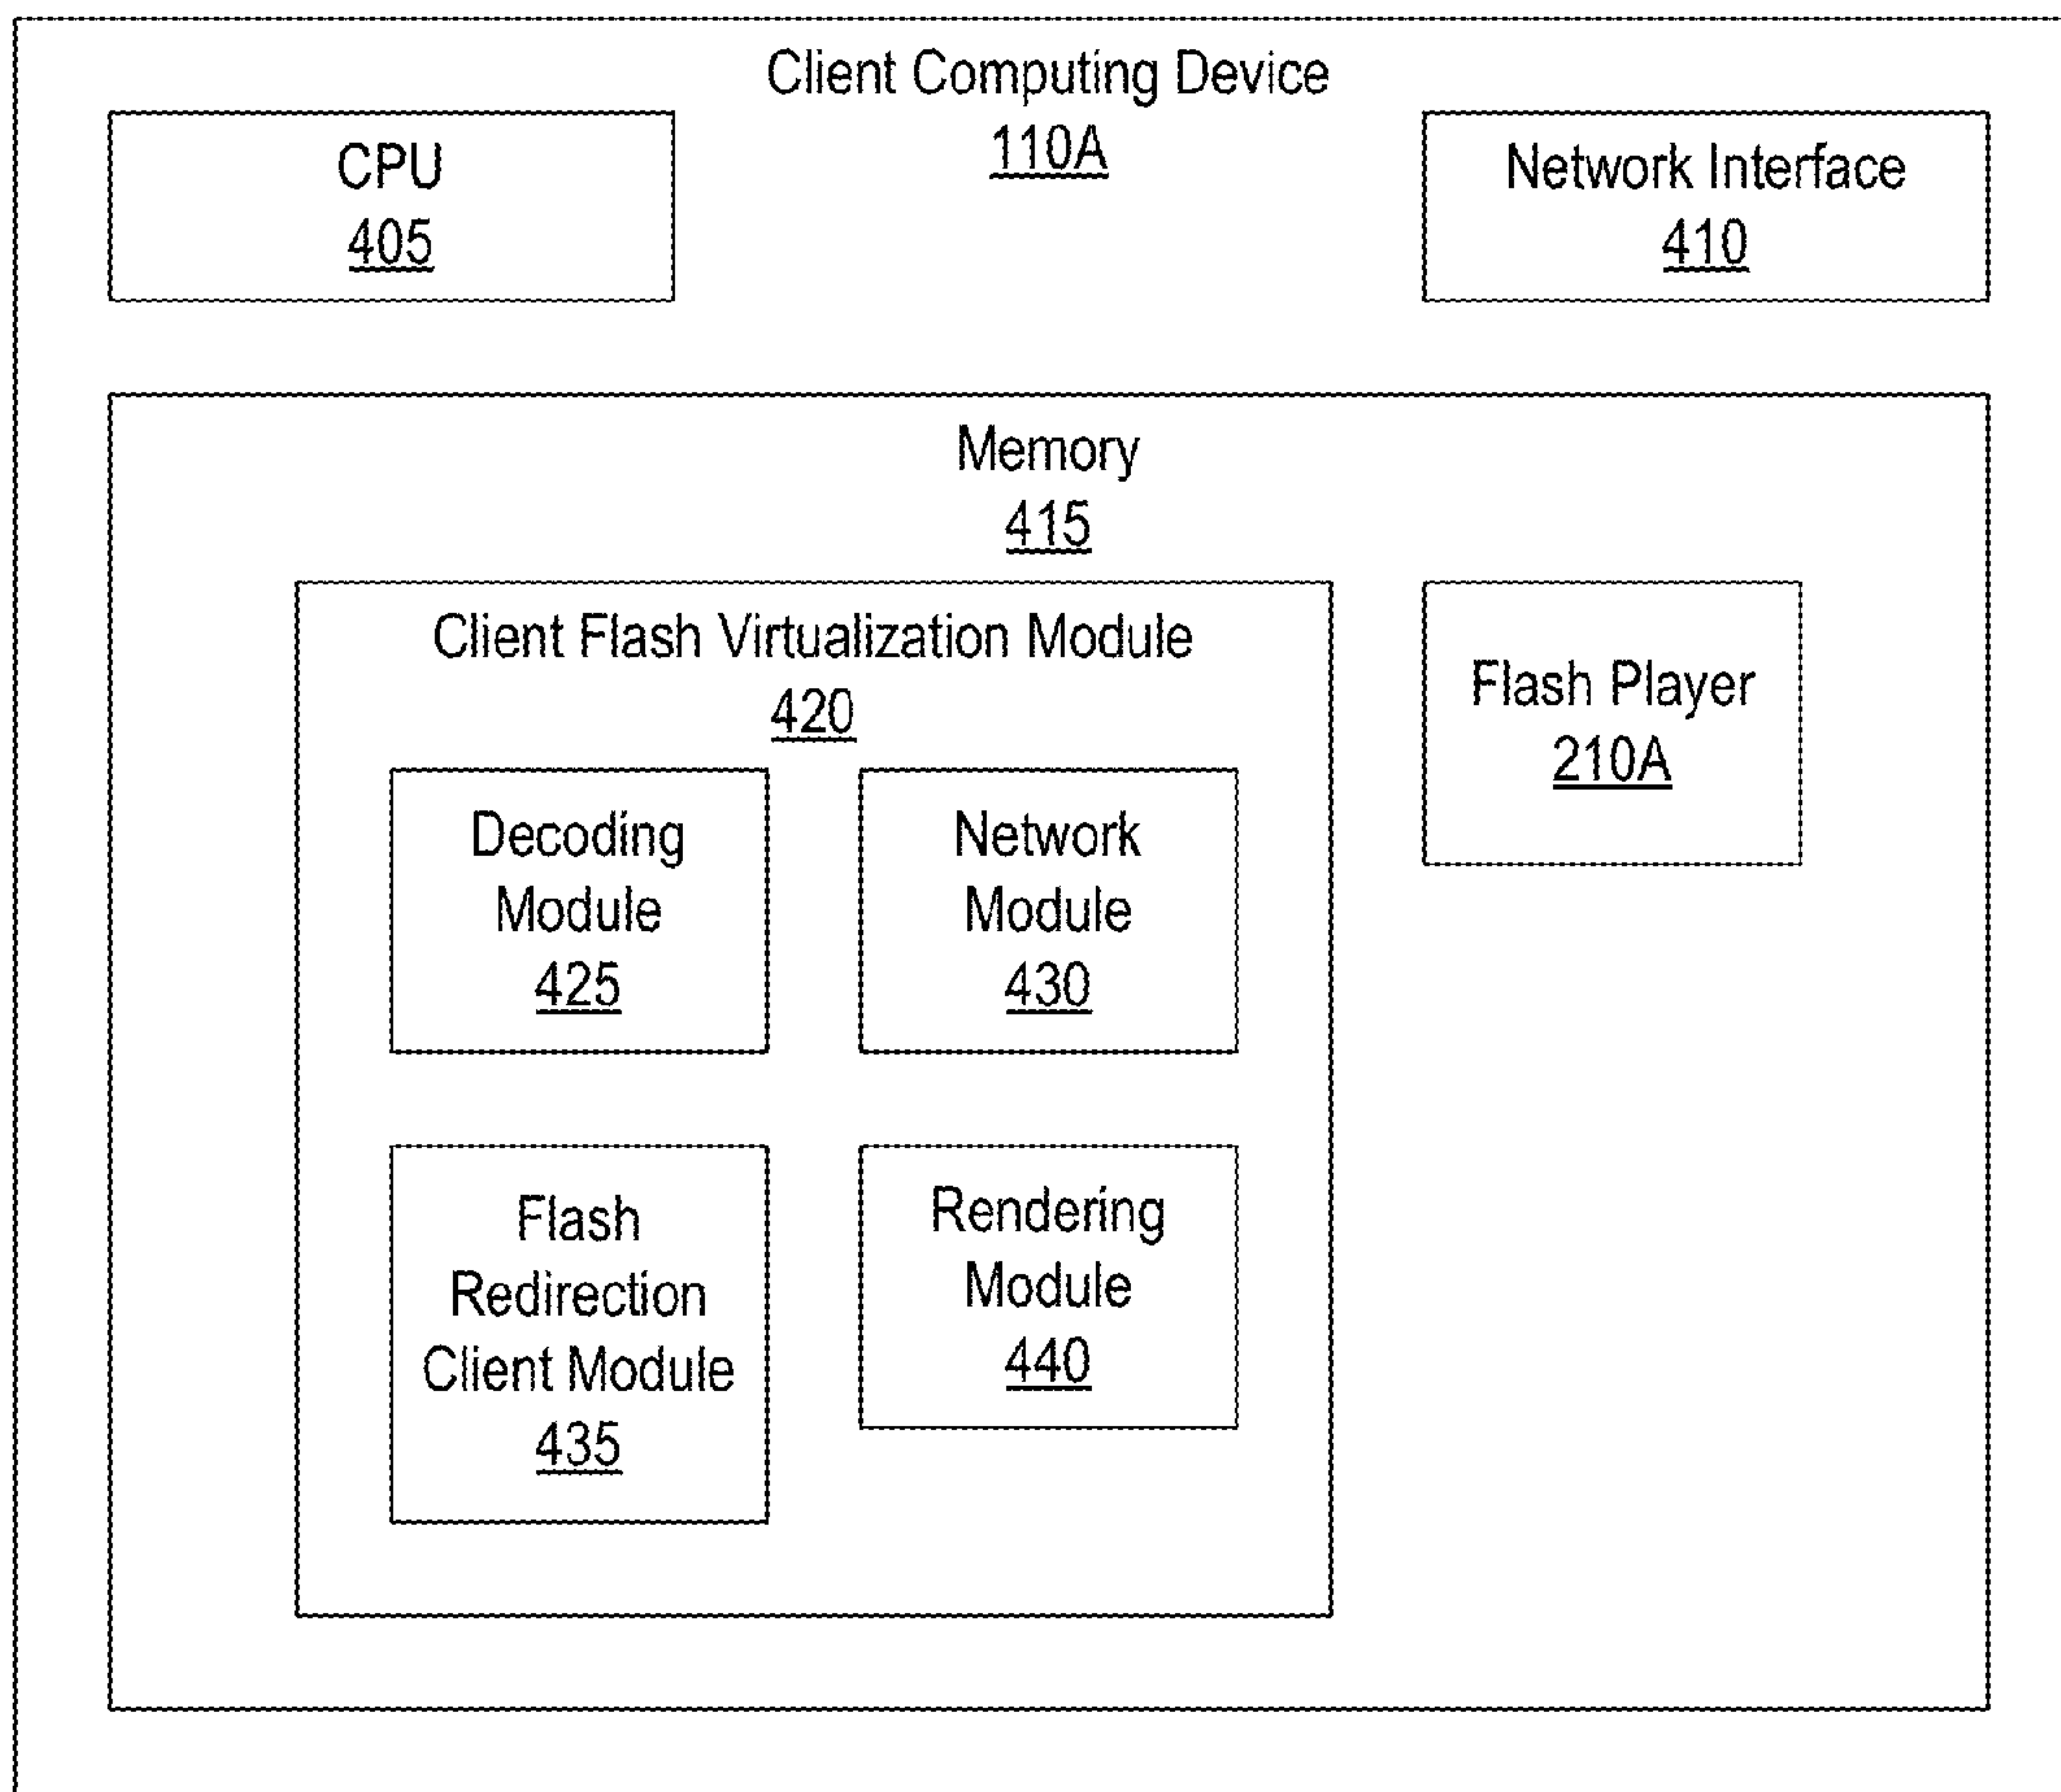 Client Computing Device
110A
CPU
405
Network Interface
410
Memory
415
Client Flash Virtualization Module
420
Flash Player
210A
Decoding
Module
425
Network
Module
430
Flash
Redirection
Client Module
435
Rendering
Module
440